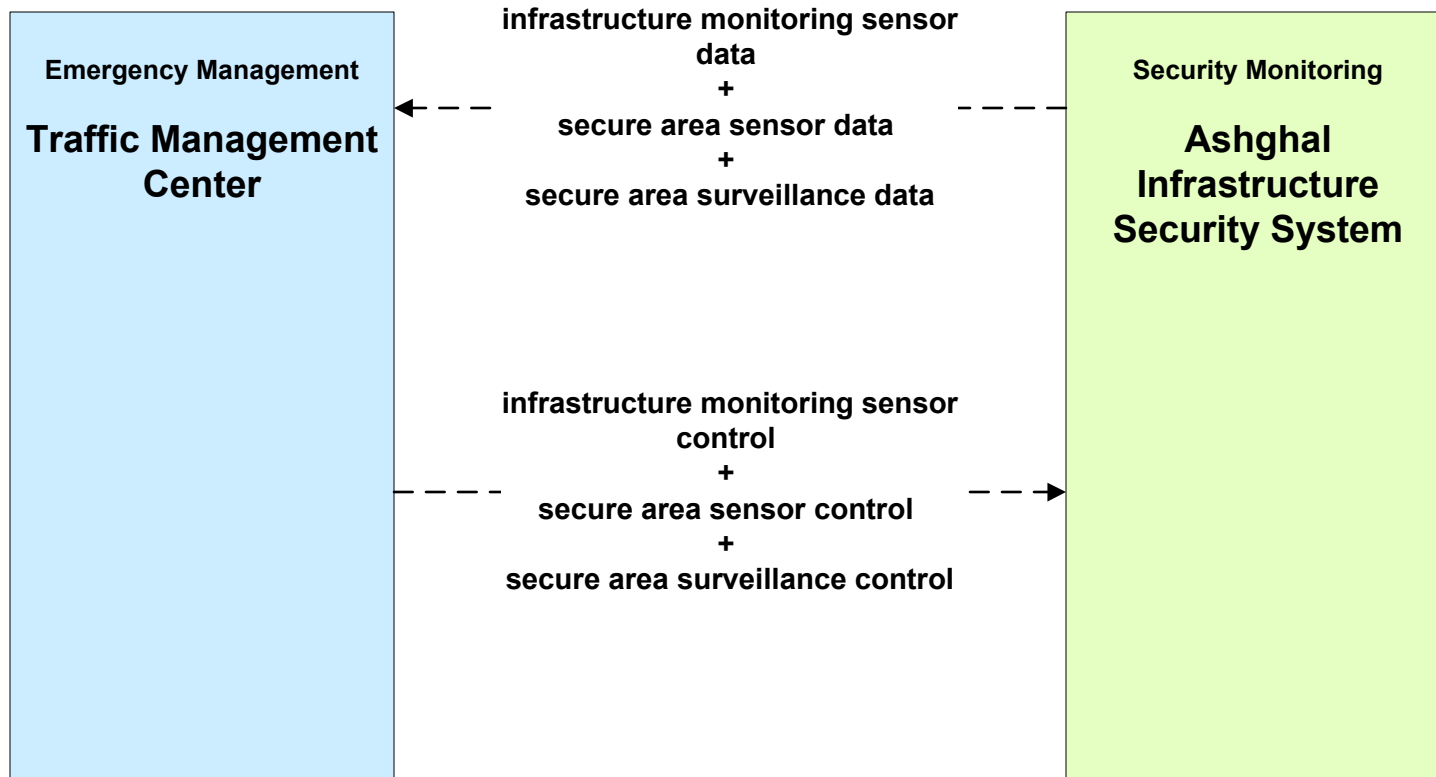 Emergency Management
Traffic Management
Center
infrastructure monitoring sensor
data
+
secure area sensor data
+
secure area surveillance data
Security Monitoring
Ashghal
Infrastructure
Security System
infrastructure monitoring sensor
control
+
secure area sensor control
+
secure area surveillance control